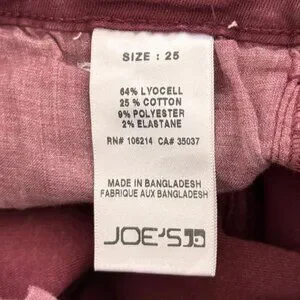 SIZE : 25
64% LYOCELL
25 % COTTON
9% POLYESTER
2% ELASTANE
RN# 106214 CA# 35037
MADE IN BANGLADESH
FABRIQUE AUX BANGLADESH
JOE'S